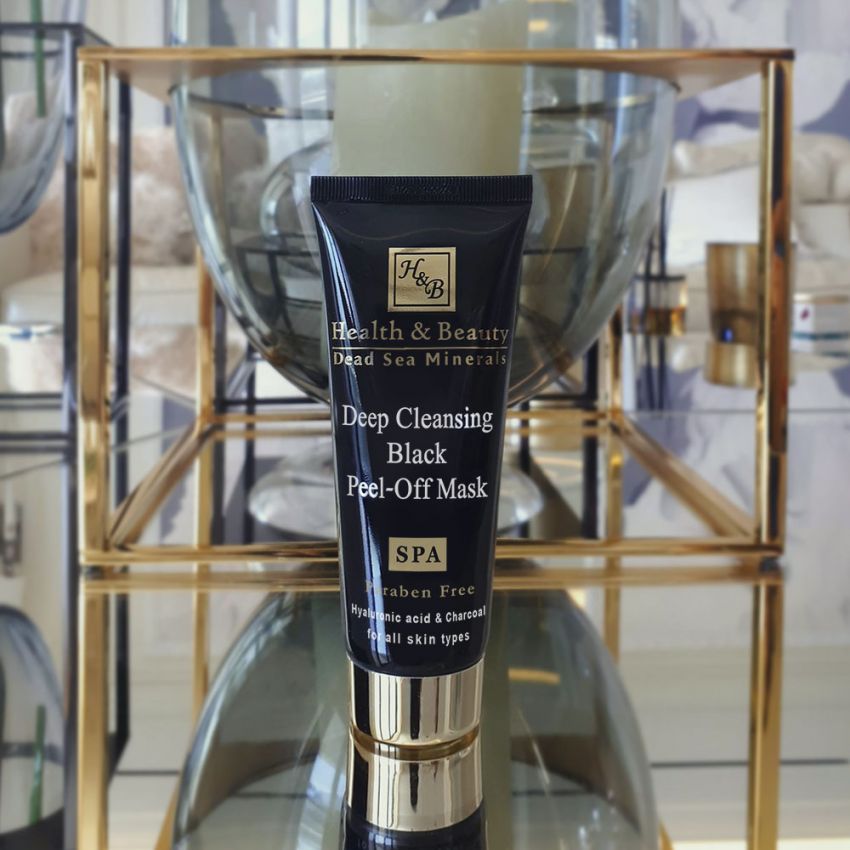 H&B
Health & Beauty
Dead Sea Minerals
Deep Cleansing
Black
Peel-Off Mask
SPA
Paraben Free
Hyaluronic acid & Charcoal
for all skin types